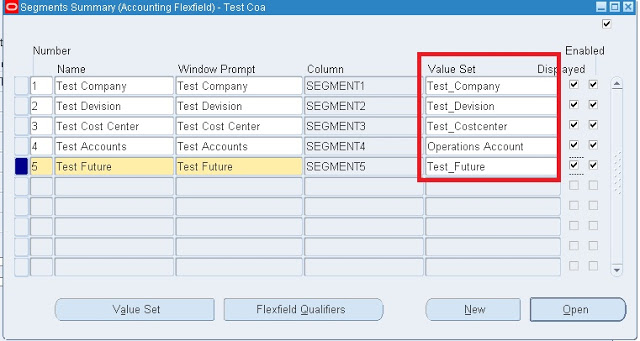 Segments Summary (Accounting Flexfield) - Test Coa
Number Enabled
Name Window Prompt Column Value Set Displayed
1 Test Company Test Company SEGMENT1 Test_Company
2 Test Devision Test Devision SEGMENT2 Test_Devision
3 Test Cost Center Test Cost Center SEGMENT3 Test_Costcenter
4 Test Accounts Test Accounts SEGMENT4 Operations Account
5 Test Future Test Future SEGMENT5 Test_Future
Value Set Flexfield Qualifiers New Open